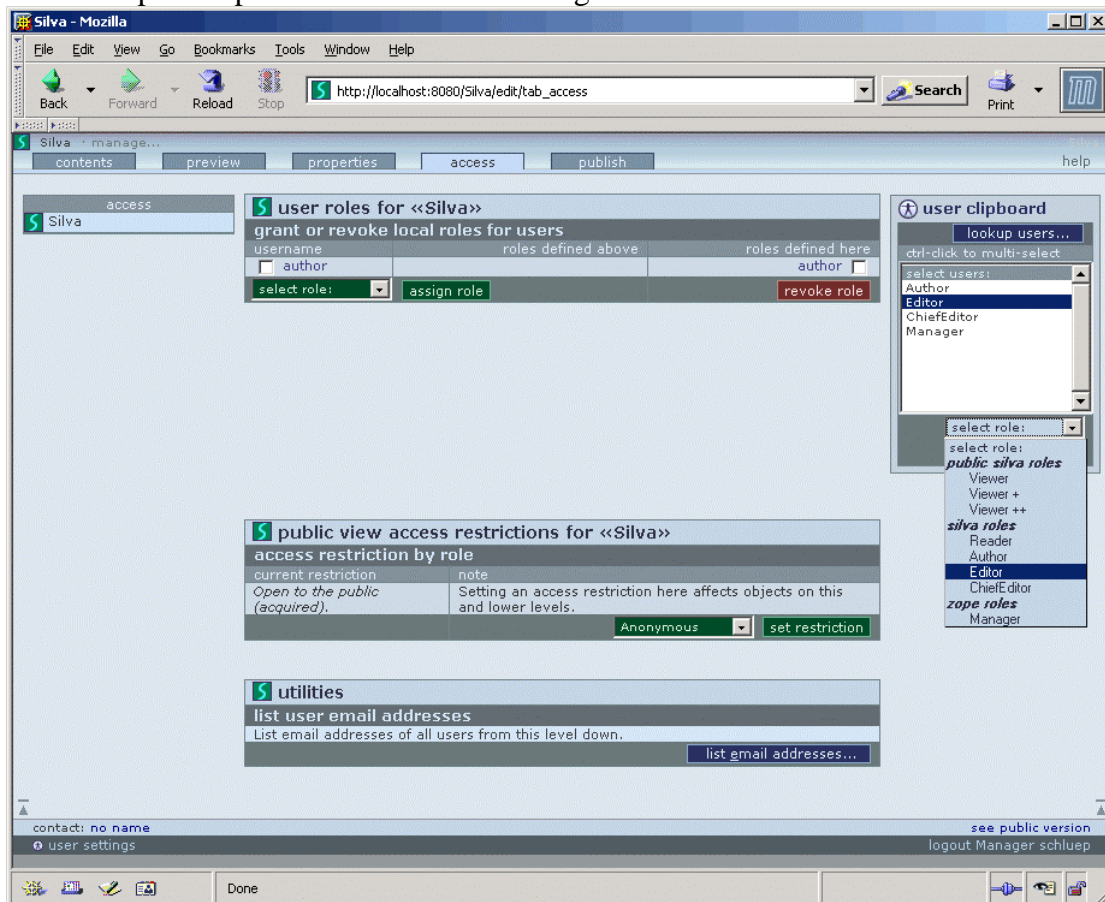 Silva - Mozilla
File Edit View Go Bookmarks Tools Window Help
Back Forward Reload Stop http://localhost:8080/Silva/edit/tab_access Search Print
Silva · manage...
contents preview properties access publish help
access
Silva
user roles for «Silva»
grant or revoke local roles for users
username roles defined above roles defined here
author author
select role: assign role revoke role
user clipboard
lookup users...
ctrl-click to multi-select
select users:
Author
Editor
ChiefEditor
Manager
select role:
select role:
public silva roles
Viewer
Viewer +
Viewer ++
silva roles
Reader
Author
Editor
ChiefEditor
zope roles
Manager
public view access restrictions for «Silva»
access restriction by role
current restriction note
Open to the public Setting an access restriction here affects objects on this
(acquired). and lower levels.
Anonymous set restriction
utilities
list user email addresses
List email addresses of all users from this level down.
list email addresses...
contact: no name see public version
user settings logout Manager schluep
Done